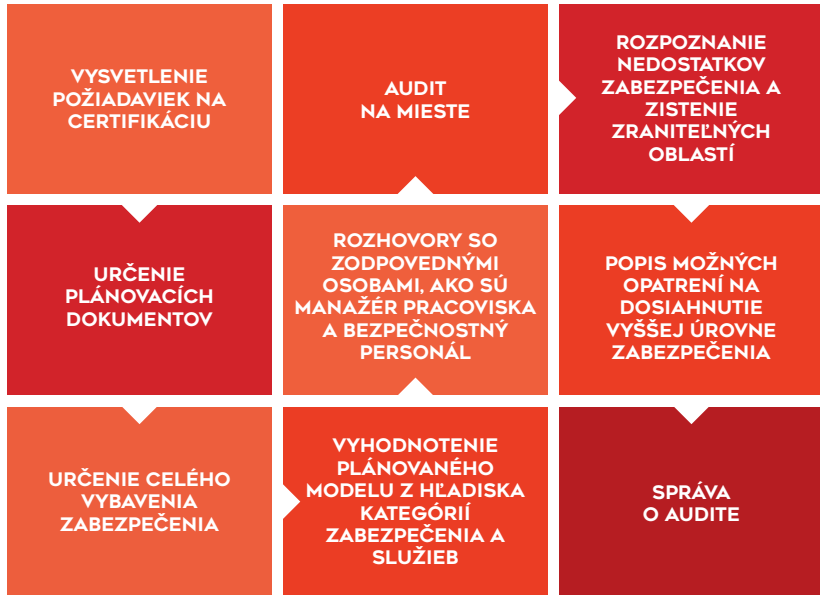 VYSVETLENIE
POŽIADAVIEK NA
CERTIFIKÁCIU
URČENIE
PLÁNOVACÍCH
DOKUMENTOV
URČENIE CELÉHO
VYBAVENIA
ZABEZPEČENIA
VYHODNOTENIE
PLÁNOVANÉHO
MODELU Z HĽADISKA
KATEGÓRIÍ
ZABEZPEČENIA A
SLUŽIEB
ROZHOVORY SO
ZODPOVEDNÝMI
OSOBAMI, AKO SÚ
MANAŽÉR PRACOVISKA
A BEZPEČNOSTNÝ
PERSONÁL
AUDIT
NA MIESTE
ROZPOZNANIE
NEDOSTATKOV
ZABEZPEČENIA A
ZISTENIE
ZRANITEĽNÝCH
OBLASTÍ
POPIS MOŽNÝCH
OPATRENÍ NA
DOSIAHNUTIE
VYŠŠEJ ÚROVNE
ZABEZPEČENIA
SPRÁVA
O AUDITE